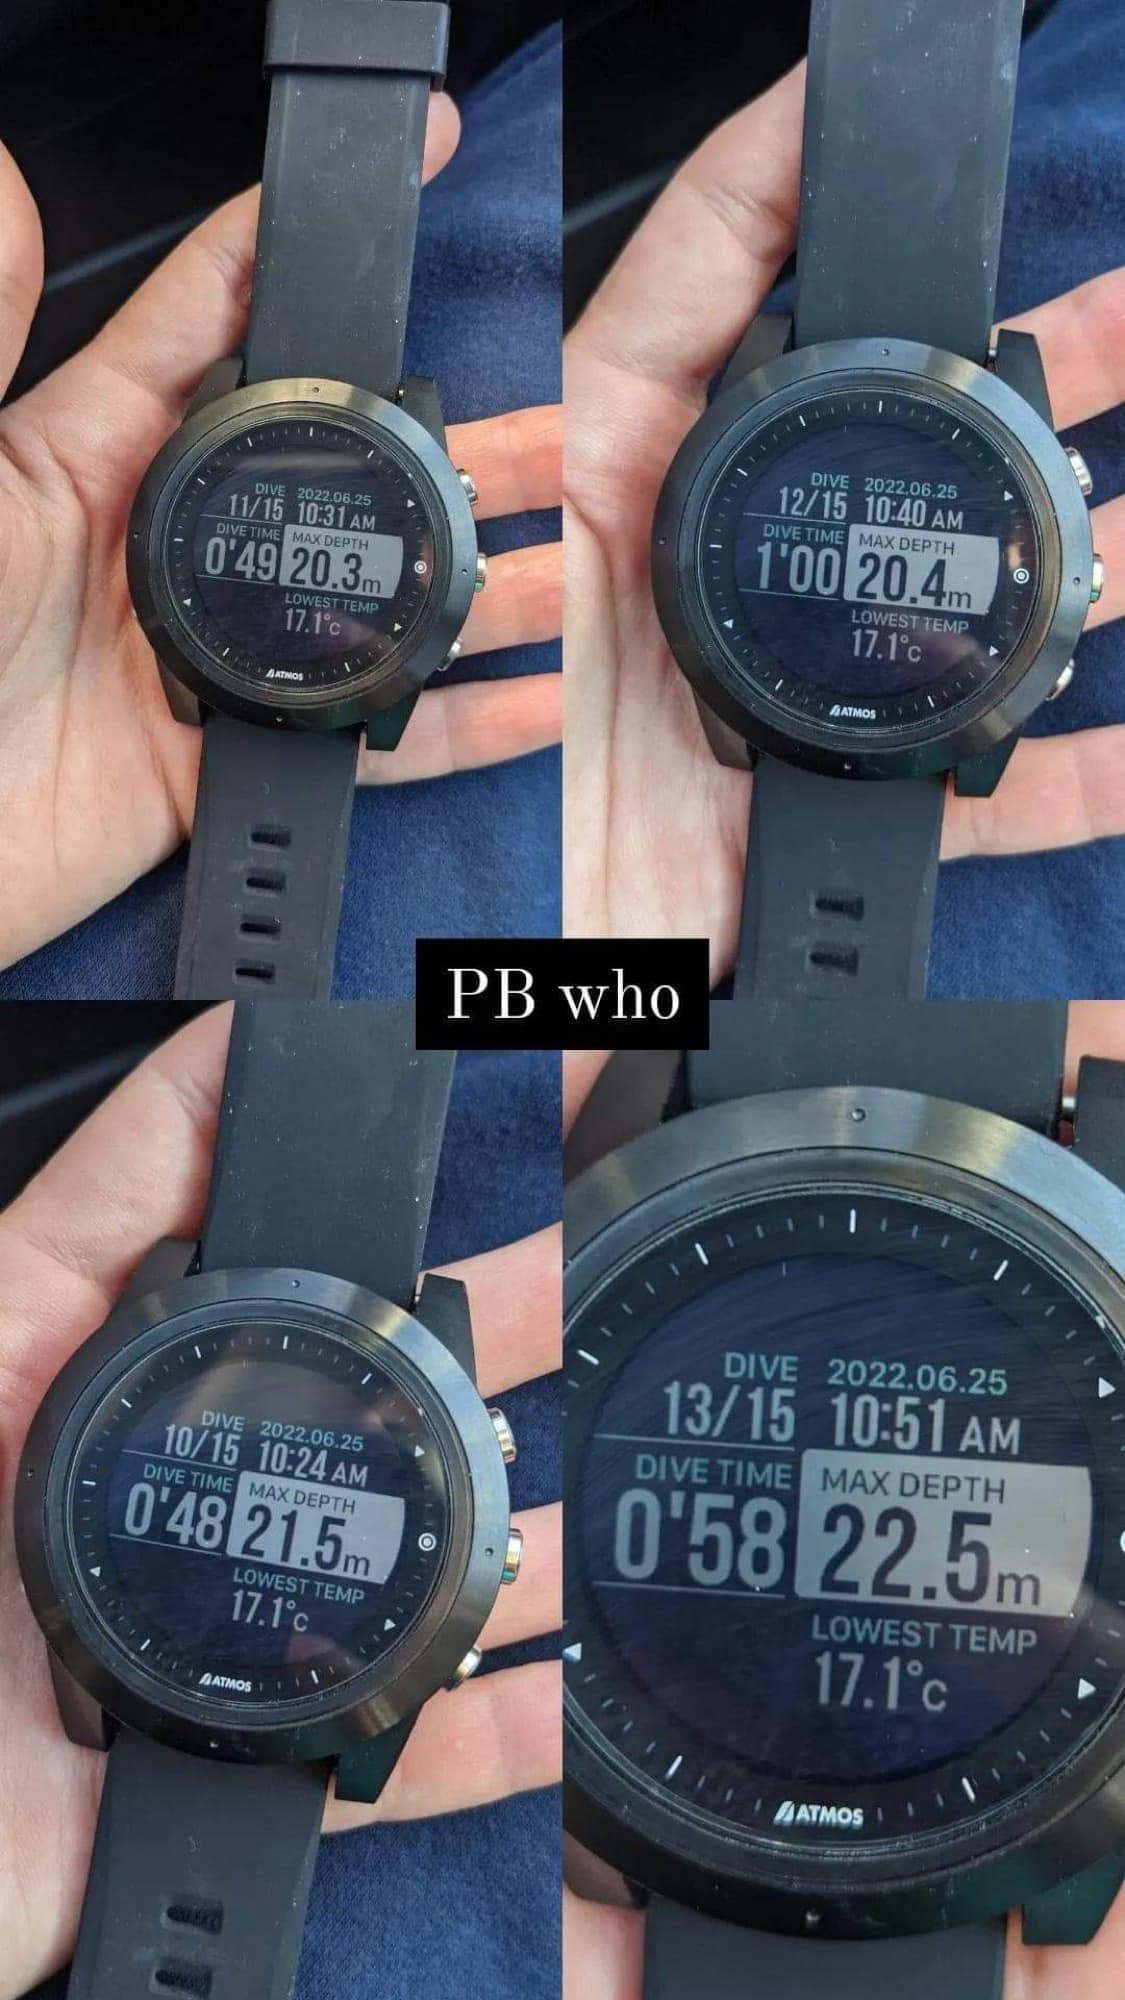 DIVE 2022.06.25
11/15 10:31 AM
DIVE TIME MAX DEPTH
0'49 20.3m
LOWEST TEMP
17.1°C
ATMOS
DIVE 2022.06.25
12/15 10:40 AM
DIVE TIME MAX DEPTH
1'00 20.4m
LOWEST TEMP
17.1°C
ATMOS
PB who
DIVE 2022.06.25
10/15 10:24 AM
DIVE TIME MAX DEPTH
0'48 21.5m
LOWEST TEMP
17.1°C
ATMOS
DIVE 2022.06.25
13/15 10:51 AM
DIVE TIME MAX DEPTH
0'58 22.5m
LOWEST TEMP
17.1°C
ATMOS